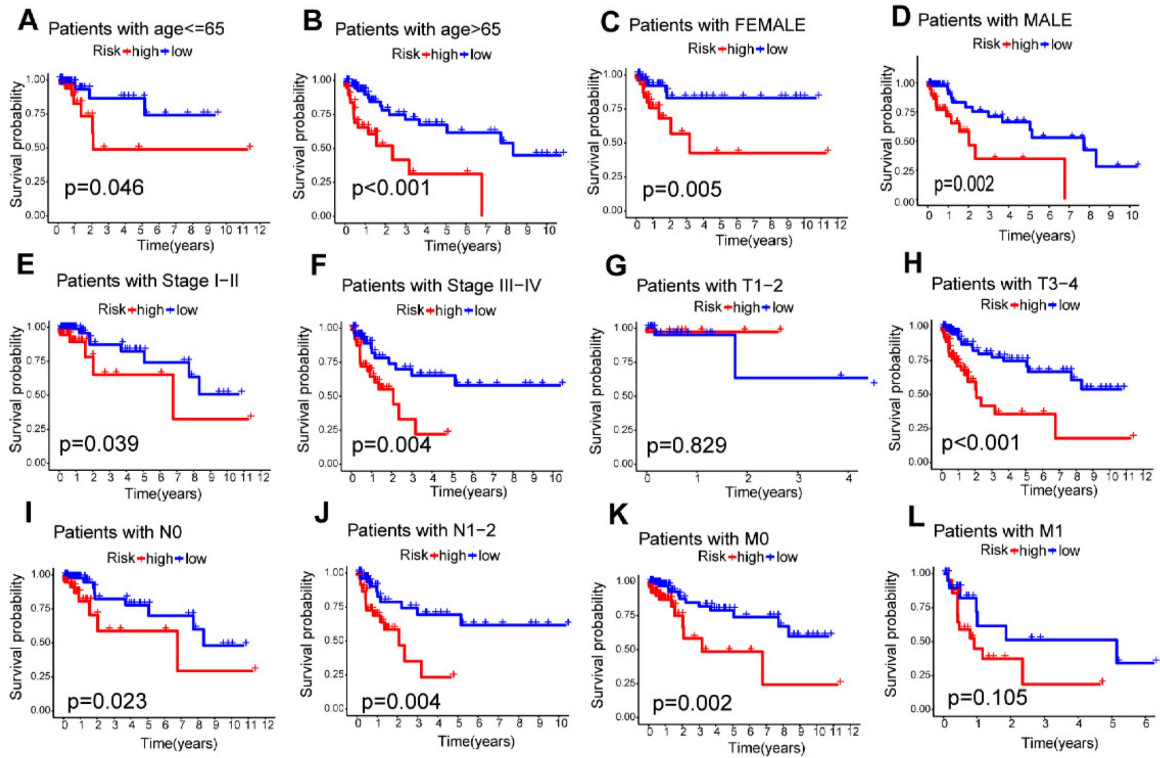 A
Patients with age<=65
Risk high low
Survival probability
1.00
0.75
0.50
0.25
0.00
p=0.046
0 1 2 3 4 5 6 7 8 9 10 11 12
Time(years)
B
Patients with age>65
Risk high low
Survival probability
1.00
0.75
0.50
0.25
0.00
p<0.001
0 1 2 3 4 5 6 7 8 9 10
Time(years)
C
Patients with FEMALE
Risk high low
Survival probability
1.00
0.75
0.50
0.25
0.00
p=0.005
0 1 2 3 4 5 6 7 8 9 10 11 12
Time(years)
D
Patients with MALE
Risk high low
Survival probability
1.00
0.75
0.50
0.25
0.00
p=0.002
0 1 2 3 4 5 6 7 8 9 10
Time(years)
E
Patients with Stage I−II
Risk high low
Survival probability
1.00
0.75
0.50
0.25
0.00
p=0.039
0 1 2 3 4 5 6 7 8 9 10 11 12
Time(years)
F
Patients with Stage III−IV
Risk high low
Survival probability
1.00
0.75
0.50
0.25
0.00
p=0.004
0 1 2 3 4 5 6 7 8 9 10
Time(years)
G
Patients with T1−2
Risk high low
Survival probability
1.00
0.75
0.50
0.25
0.00
p=0.829
0 1 2 3 4
Time(years)
H
Patients with T3−4
Risk high low
Survival probability
1.00
0.75
0.50
0.25
0.00
p<0.001
0 1 2 3 4 5 6 7 8 9 10 11 12
Time(years)
I
Patients with N0
Risk high low
Survival probability
1.00
0.75
0.50
0.25
0.00
p=0.023
0 1 2 3 4 5 6 7 8 9 10 11 12
Time(years)
J
Patients with N1−2
Risk high low
Survival probability
1.00
0.75
0.50
0.25
0.00
p=0.004
0 1 2 3 4 5 6 7 8 9 10
Time(years)
K
Patients with M0
Risk high low
Survival probability
1.00
0.75
0.50
0.25
0.00
p=0.002
0 1 2 3 4 5 6 7 8 9 10 11 12
Time(years)
L
Patients with M1
Risk high low
Survival probability
1.00
0.75
0.50
0.25
0.00
p=0.105
0 1 2 3 4 5 6
Time(years)